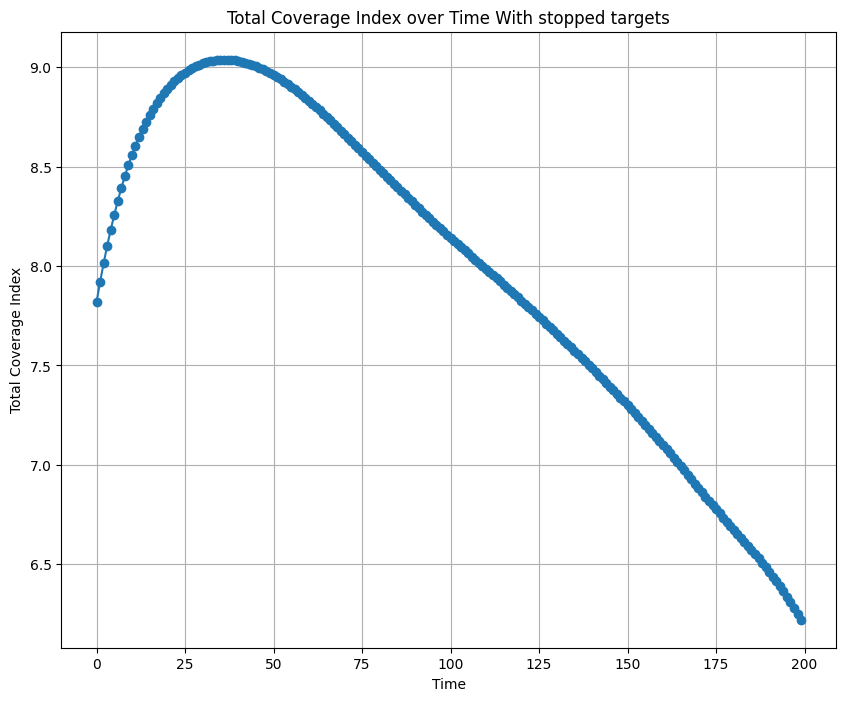 Total Coverage Index over Time With stopped targets
Total Coverage Index
9.0
8.5
8.0
7.5
7.0
6.5
0 25 50 75 100 125 150 175 200
Time